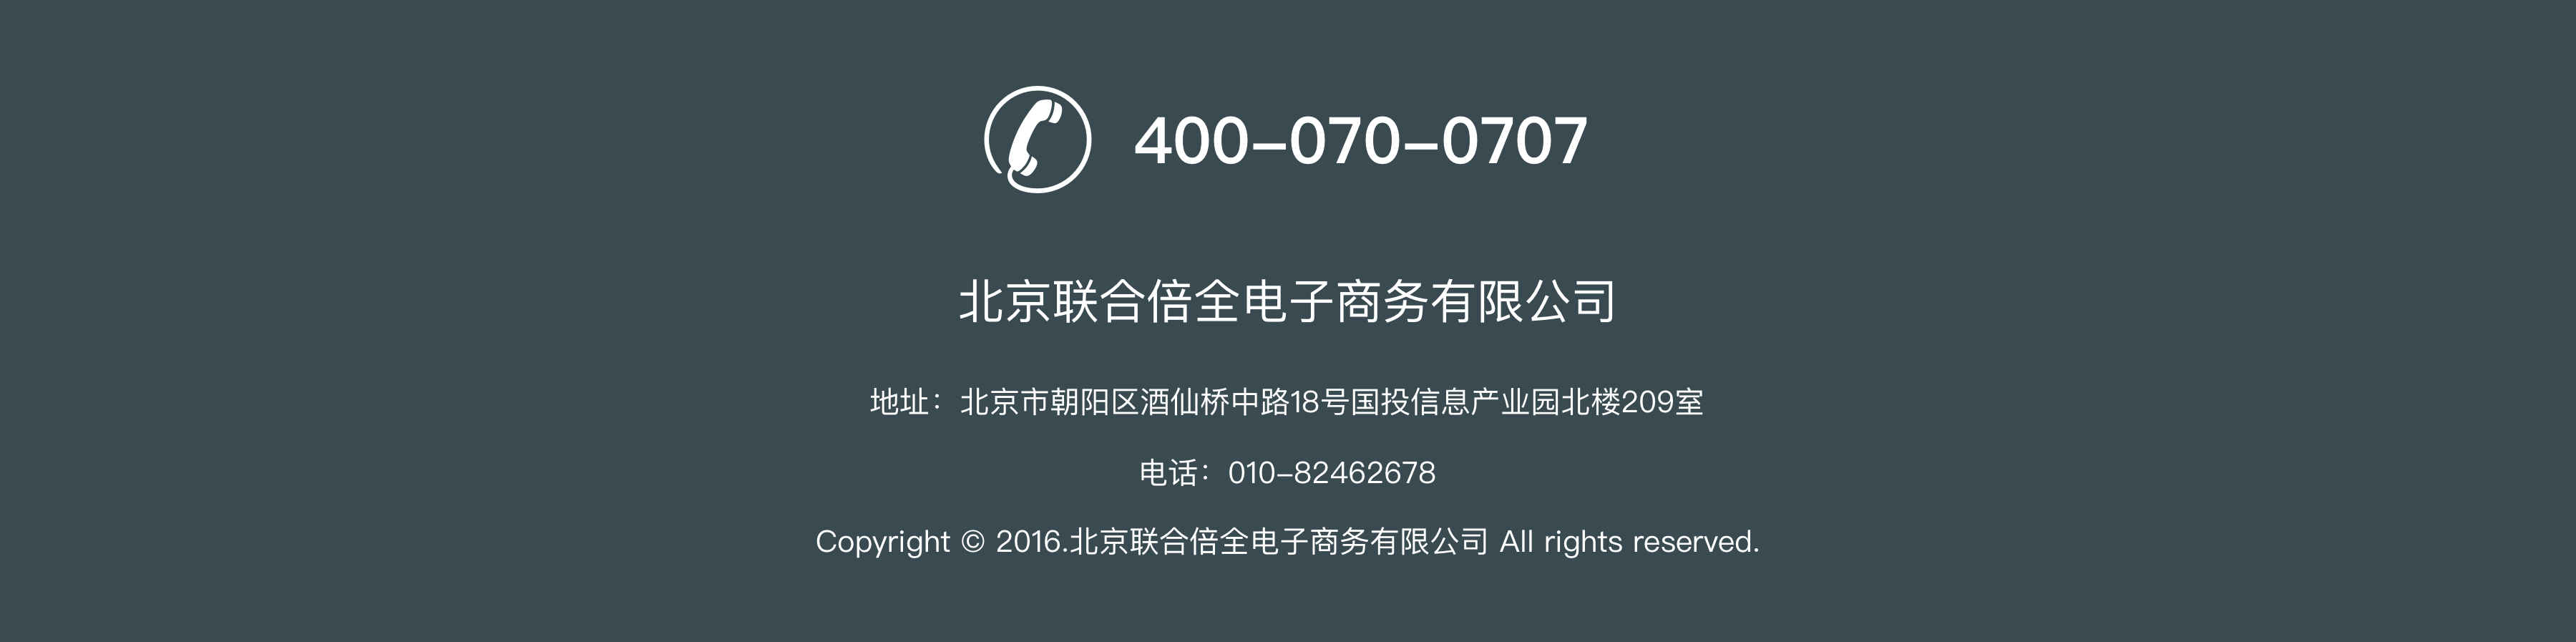 400-070-0707
北京联合倍全电子商务有限公司
地址：北京市朝阳区酒仙桥中路18号国投信息产业园北楼209室
电话：010-82462678
Copyright © 2016.北京联合倍全电子商务有限公司 All rights reserved.